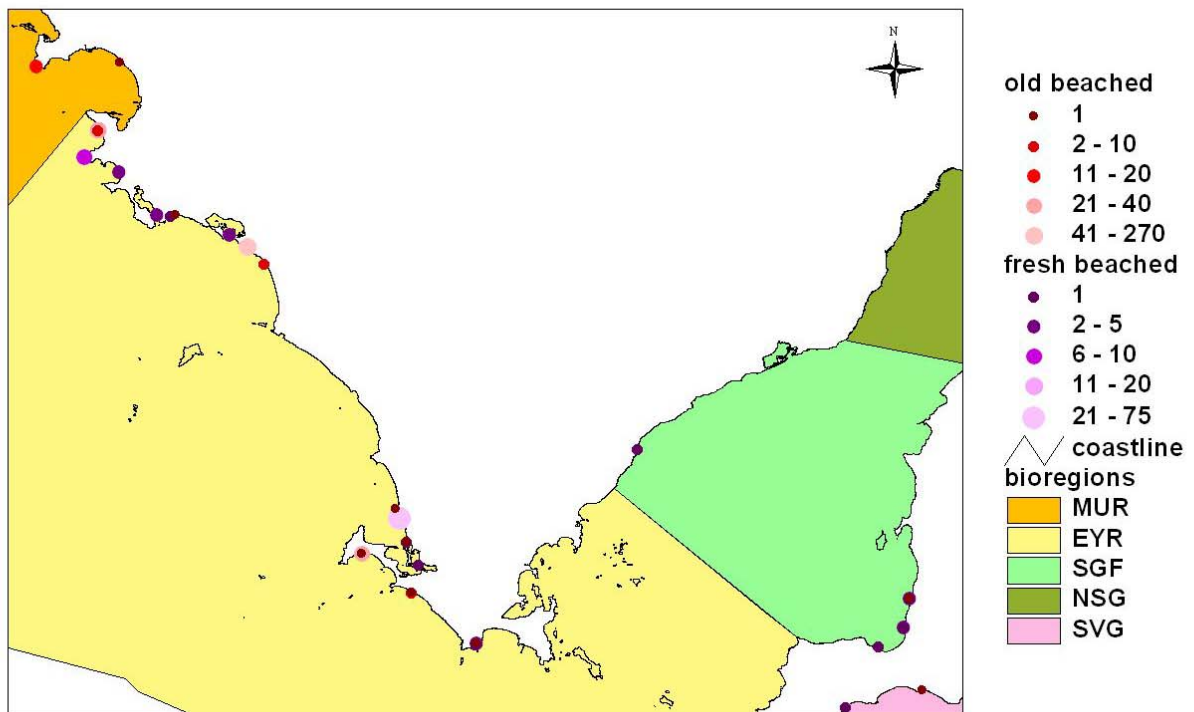 N
old beached
1
2 - 10
11 - 20
21 - 40
41 - 270
fresh beached
1
2 - 5
6 - 10
11 - 20
21 - 75
coastline
bioregions
MUR
EYR
SGF
NSG
SVG